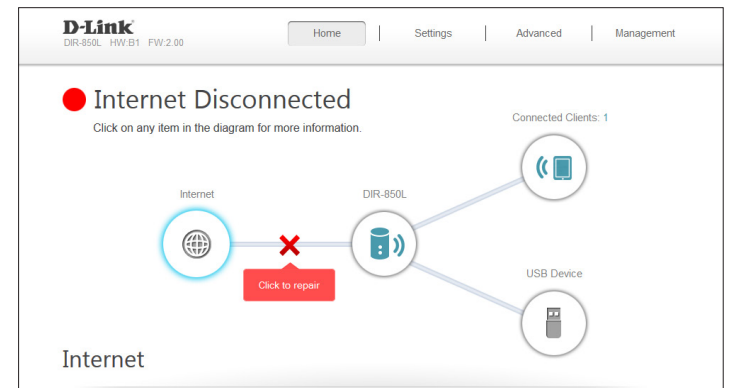 D-Link
DIR-850L HW:B1 FW:2.00
Home
Settings
Advanced
Management
Internet Disconnected
Click on any item in the diagram for more information.
Connected Clients: 1
Internet
DIR-850L
Click to repair
USB Device
Internet